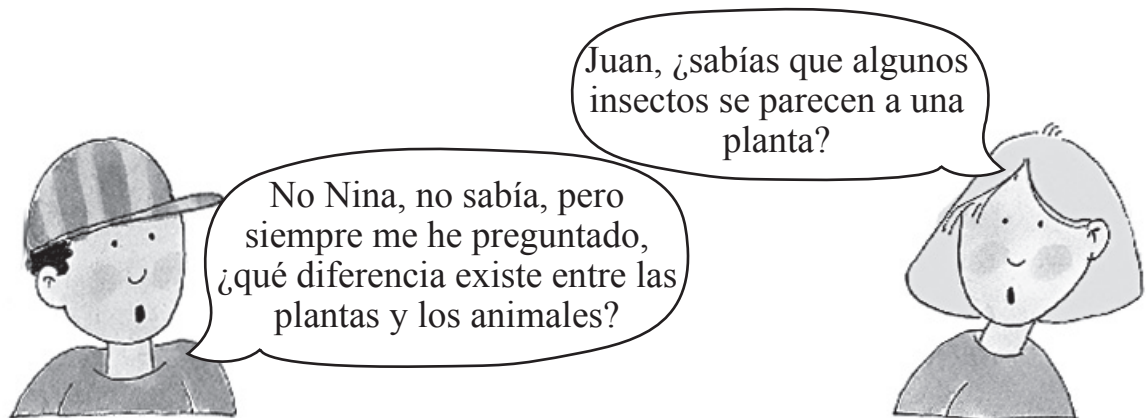 Juan, ¿sabías que algunos
insectos se parecen a una
planta?
No Nina, no sabía, pero
siempre me he preguntado,
¿qué diferencia existe entre las
plantas y los animales?